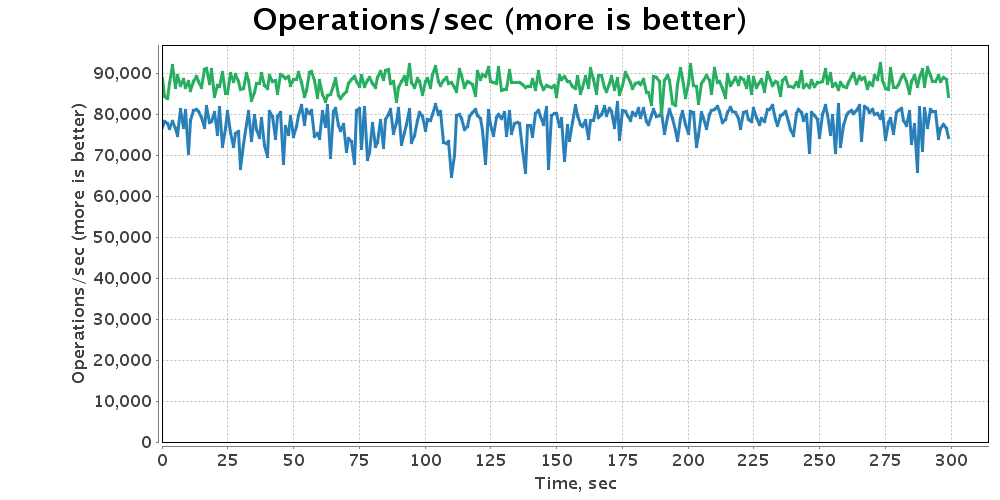 Operations/sec (more is better)
Operations/sec (more is better)
90,000
80,000
70,000
60,000
50,000
40,000
30,000
20,000
10,000
0
0 25 50 75 100 125 150 175 200 225 250 275 300
Time, sec